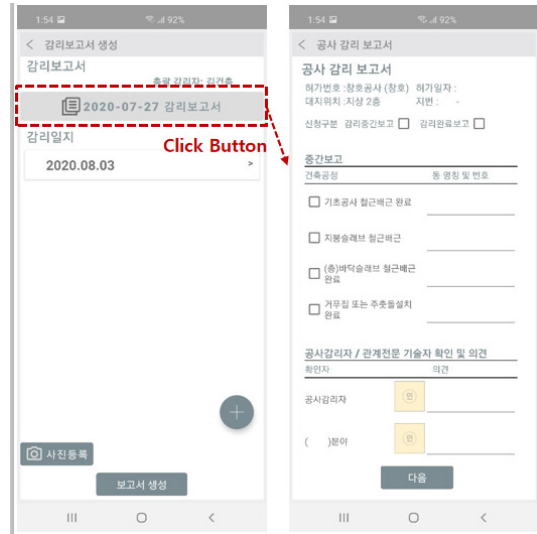 1:54 92%
< 감리보고서 생성
감리보고서
총괄 감리자: 김건축
2020-07-27 감리보고서
감리일지
Click Button
2020.08.03 >
+
사진등록
보고서 생성
1:54 92%
< 공사 감리 보고서
공사 감리 보고서
허가번호 :창호공사 (창호) 허가일자 :
대지위치 :지상 2층 지번 : -
신청구분 감리중간보고 감리완료보고
중간보고
건축공정 동 명칭 및 번호
기초공사 철근배근 완료
지붕슬래브 철근배근
(층)바닥슬래브 철근배근
완료
거푸집 또는 주춧돌설치
완료
공사감리자 / 관계전문 기술자 확인 및 의견
확인자 의견
공사감리자 인
( )분야 인
다음